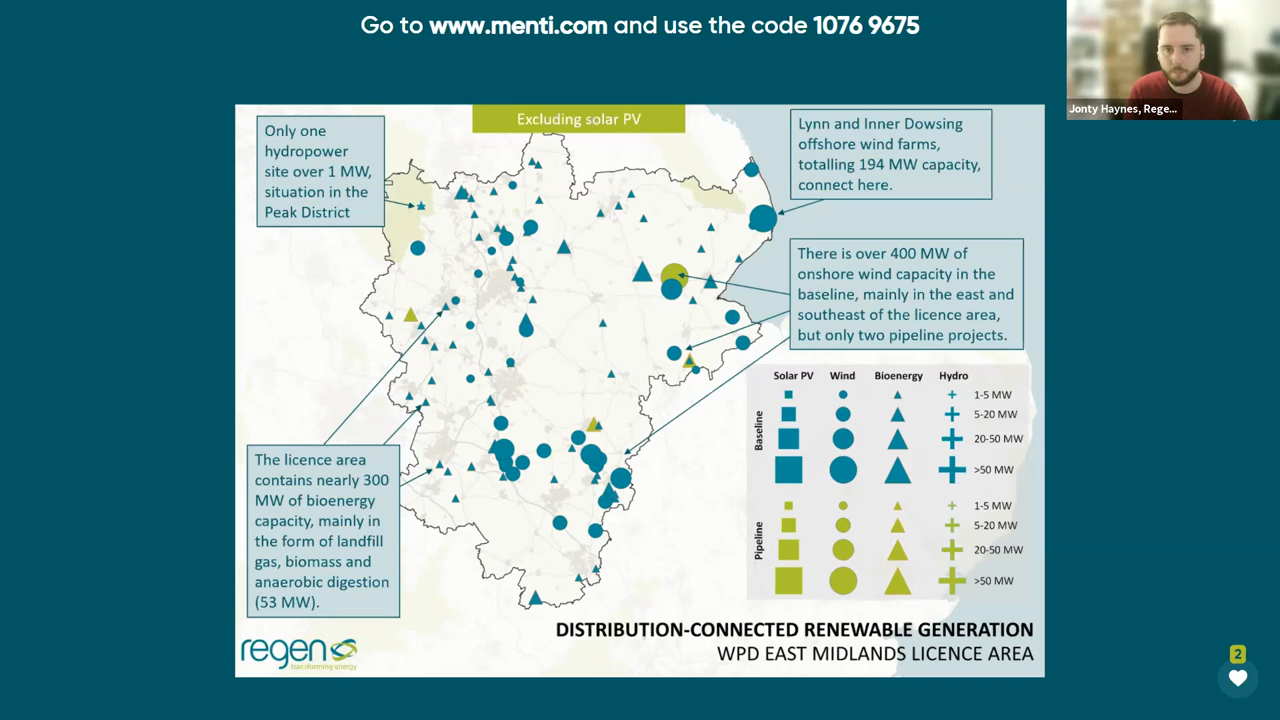 Go to www.menti.com and use the code 1076 9675
Jonty Haynes, Rege...
Excluding solar PV
Only one
hydropower
site over 1 MW,
situation in the
Peak District
Lynn and Inner Dowsing
offshore wind farms,
totalling 194 MW capacity,
connect here.
There is over 400 MW of
onshore wind capacity in the
baseline, mainly in the east and
southeast of the licence area,
but only two pipeline projects.
The licence area
contains nearly 300
MW of bioenergy
capacity, mainly in
the form of landfill
gas, biomass and
anaerobic digestion
(53 MW).
Solar PV Wind Bioenergy Hydro
Baseline
1-5 MW
5-20 MW
20-50 MW
>50 MW
Pipeline
1-5 MW
5-20 MW
20-50 MW
>50 MW
DISTRIBUTION-CONNECTED RENEWABLE GENERATION
WPD EAST MIDLANDS LICENCE AREA
regen
transforming energy
2